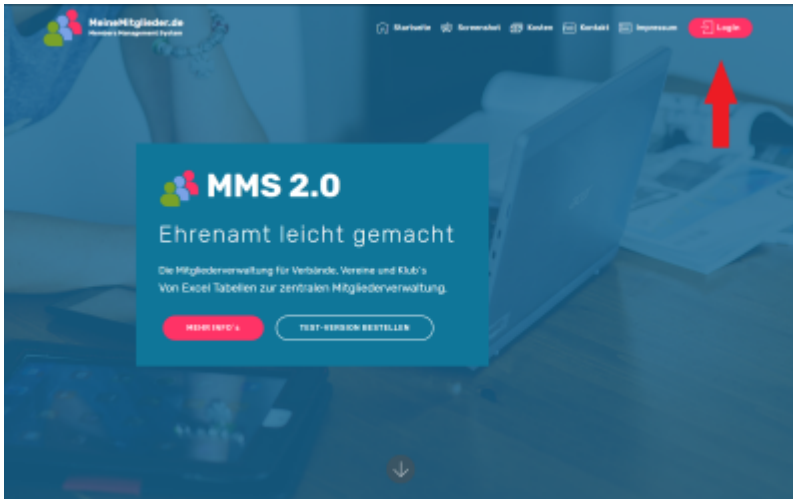 MeineMitglieder.de
Members Management System
Startseite Screenshot Kosten Kontakt Impressum Login
MMS 2.0
Ehrenamt leicht gemacht
Die Mitgliederverwaltung für Verbände, Vereine und Klub's
Von Excel Tabellen zur zentralen Mitgliederverwaltung.
MEHR INFO's TEST-VERSION BESTELLEN